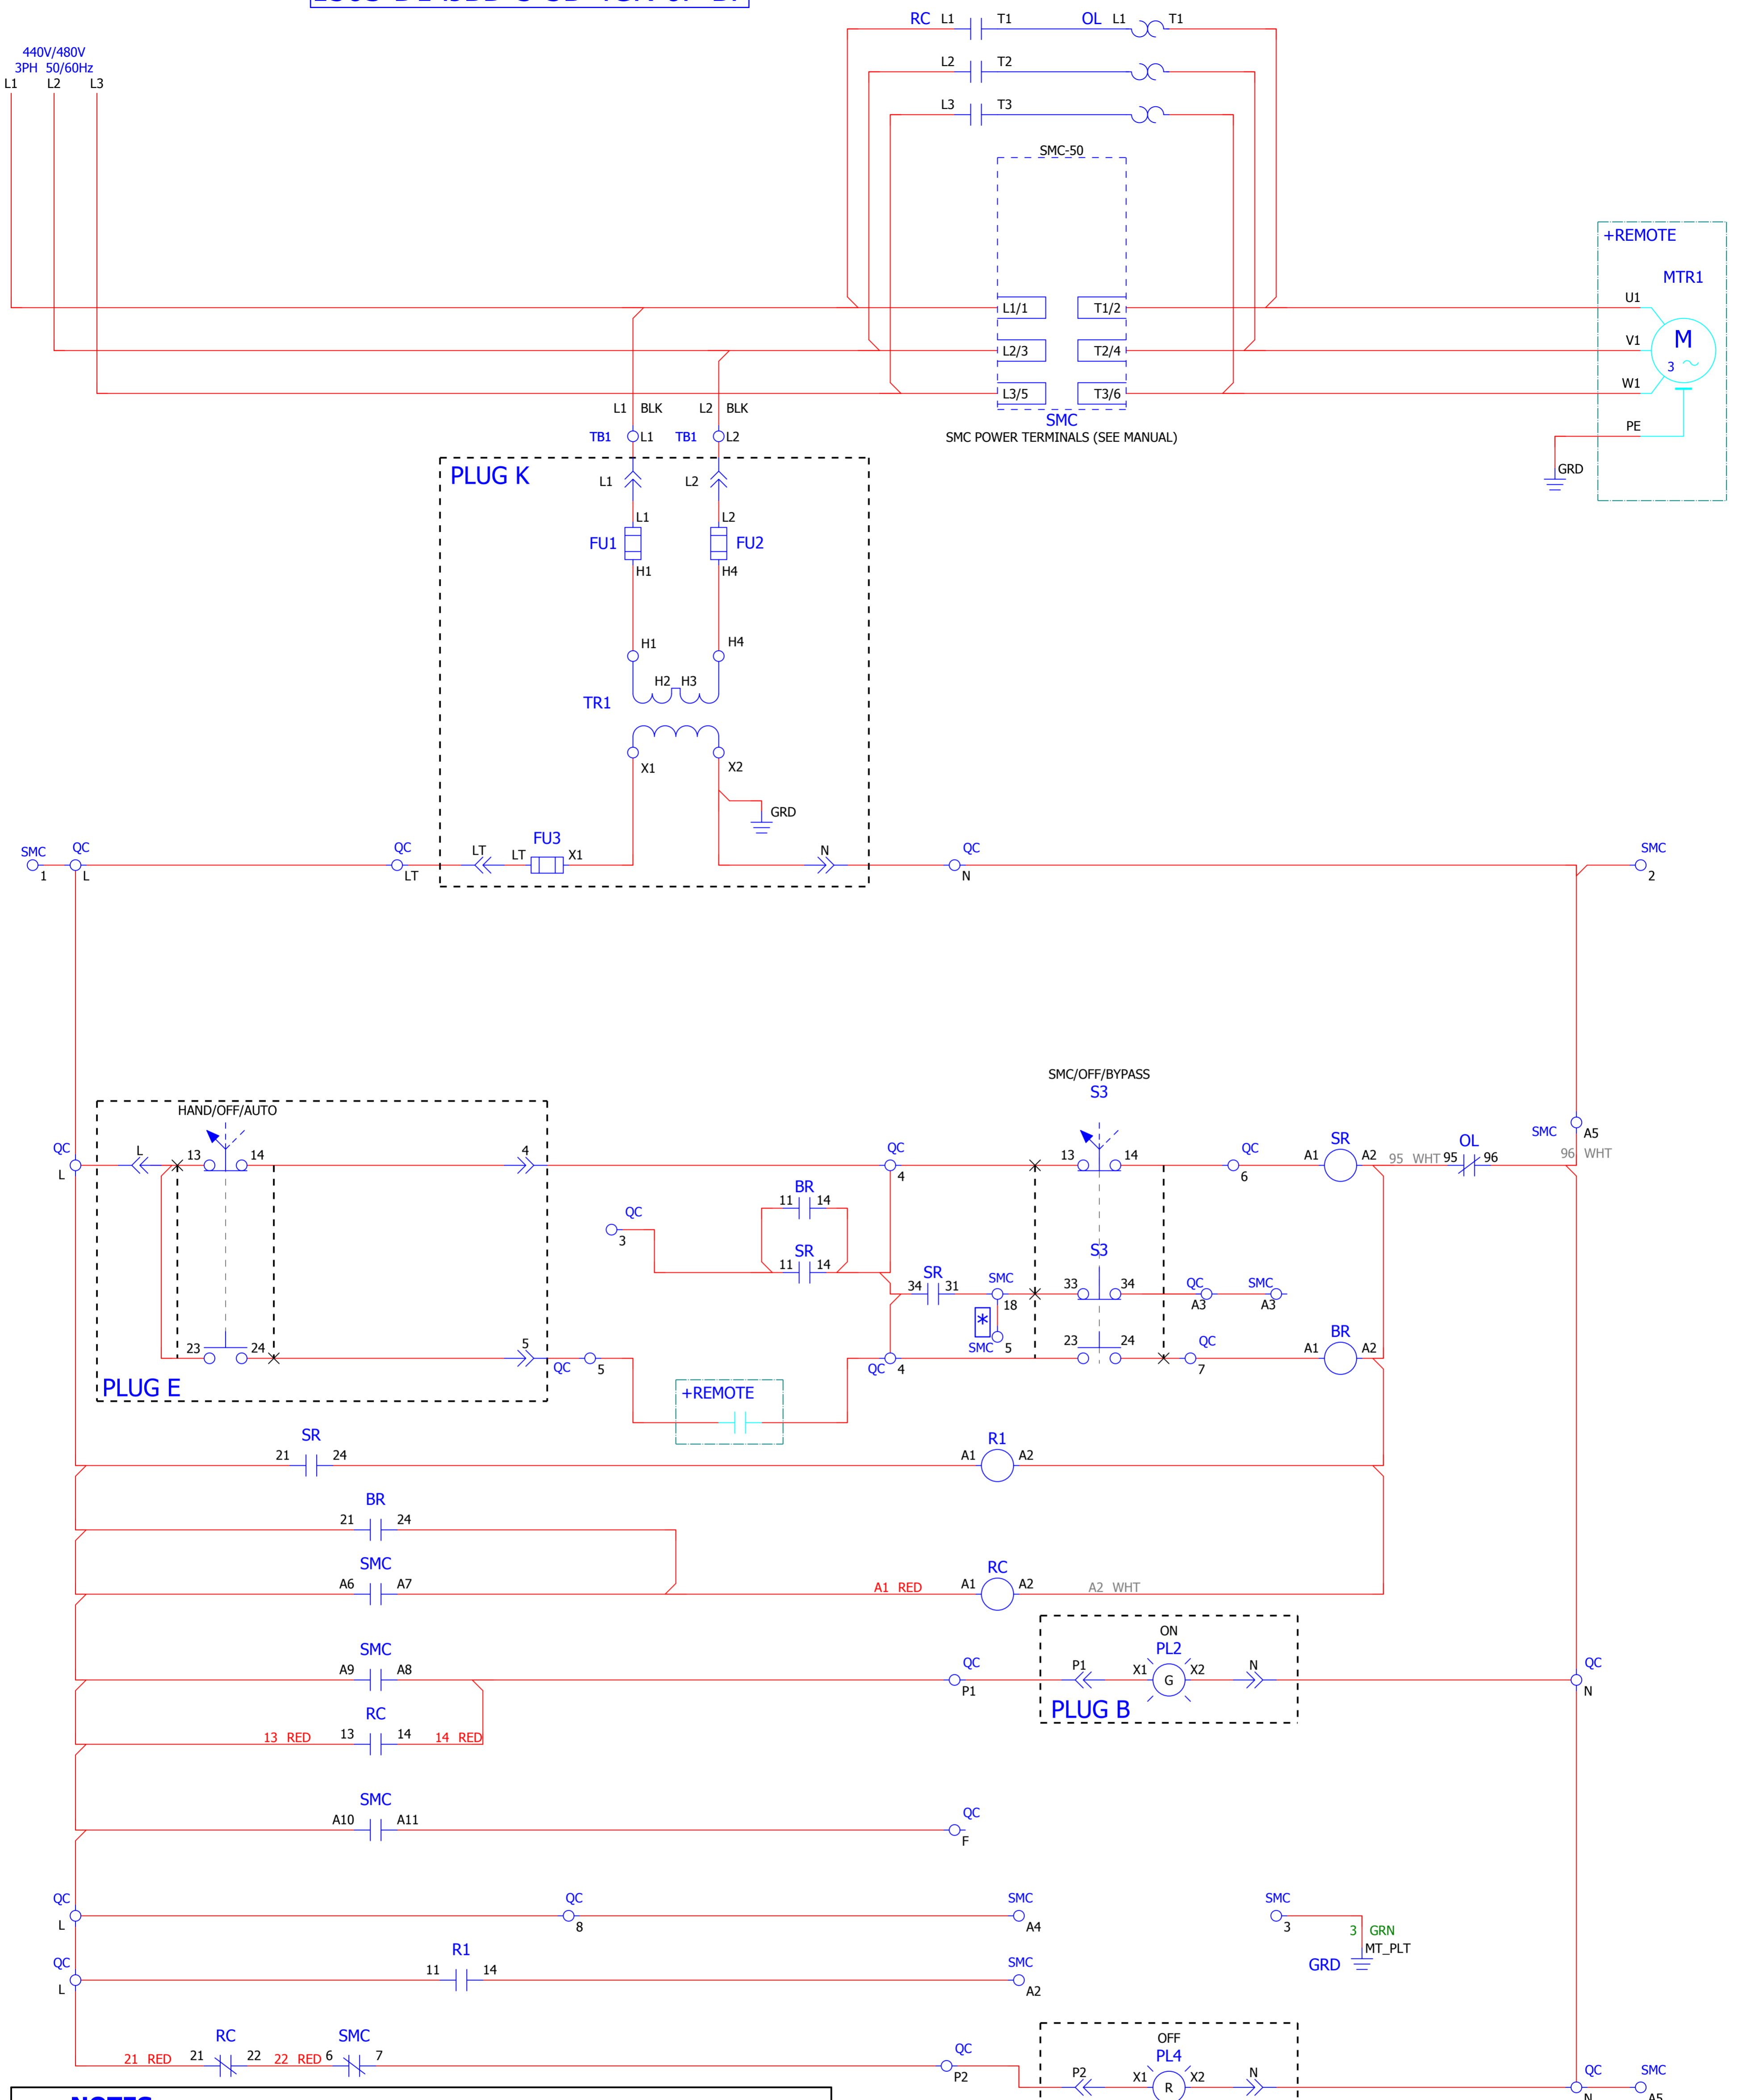 RC L1 T1 OL L1 T1
440V/480V
3PH 50/60Hz
L1 L2 L3
L2 T2
L3 T3
SMC-50
+REMOTE
MTR1
L1/1 T1/2 U1
L2/3 T2/4 V1 M
3
L3/5 T3/6 W1
L1 BLK L2 BLK
SMC
PE
TB1 L1 TB1 L2
SMC POWER TERMINALS (SEE MANUAL)
PLUG K
L1 L2
GRD
L1 L2
FU1 FU2
H1 H4
H1 H4
H2 H3
TR1
X1 X2
GRD
FU3
SMC QC QC LT LT X1 N QC SMC
1 L LT N 2
SMC/OFF/BYPASS
S3
HAND/OFF/AUTO
SMC A5
QC L 13 14 4 QC 13 14 QC SR OL
A1 A2 95 WHT 95 96 96 WHT
L 4 6
BR
11 14
QC
3
SR
11 14
S3
SR
34 31 SMC 33 34 QC SMC
18 A3 A3
*
SMC 5
23 24 5 23 24 QC BR
A1 A2
QC 5 QC 4 7
PLUG E
+REMOTE
SR
21 24
R1
A1 A2
BR
21 24
SMC
A6 A7
RC
A1 RED A1 A2 A2 WHT
ON
SMC
A9 A8
QC P1 X1 PL2 X2 N QC
P1 G N
PLUG B
RC
13 RED 13 14 14 RED
SMC
A10 A11
QC
F
QC QC SMC SMC
L 8 A4 3
3 GRN
MT_PLT
GRD
QC R1 SMC
11 14
L A2
OFF
RC SMC
21 RED 21 22 22 RED 6 7
QC
P2
PL4
P2 X1 X2 N QC SMC
R N A5